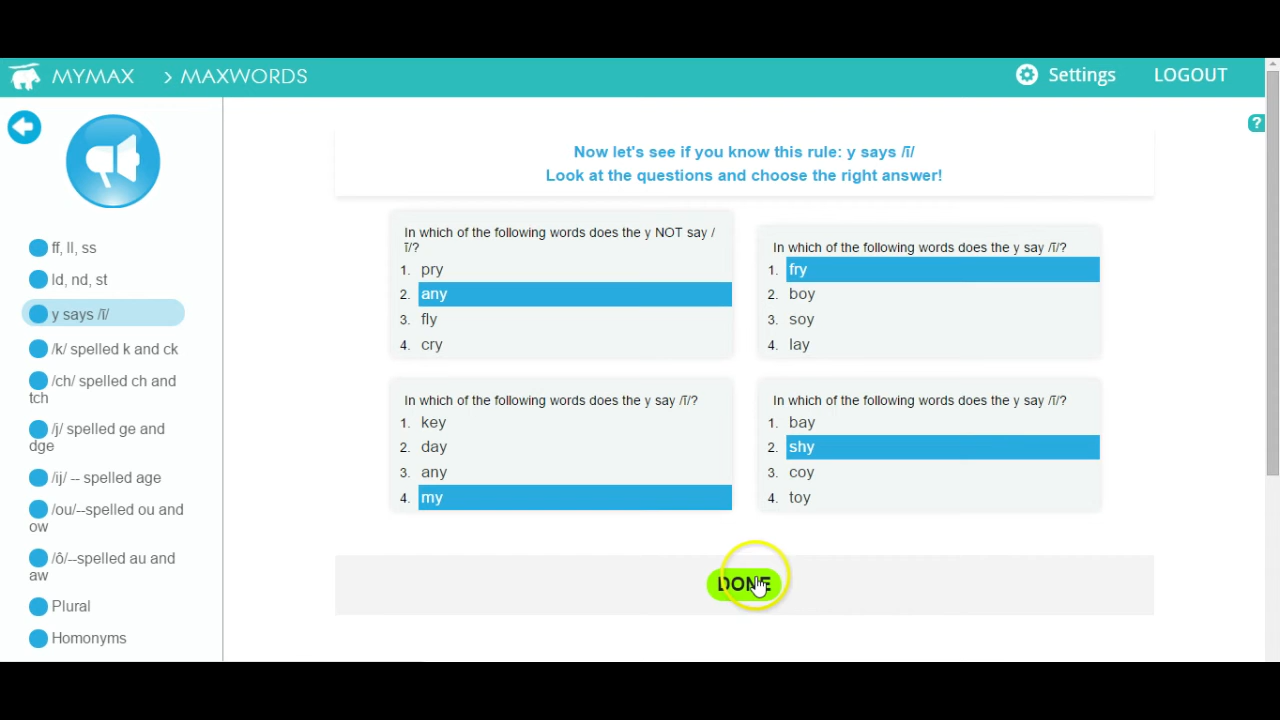 MYMAX > MAXWORDS
Settings
LOGOUT
?
ff, ll, ss
ld, nd, st
y says /ī/
/k/ spelled k and ck
/ch/ spelled ch and
tch
/j/ spelled ge and
dge
/ij/ -- spelled age
/ou/--spelled ou and
ow
/ô/--spelled au and
aw
Plural
Homonyms
Now let's see if you know this rule: y says /ī/
Look at the questions and choose the right answer!
In which of the following words does the y NOT say /
ī/?
1. pry
2. any
3. fly
4. cry
In which of the following words does the y say /ī/?
1. fry
2. boy
3. soy
4. lay
In which of the following words does the y say /ī/?
1. key
2. day
3. any
4. my
In which of the following words does the y say /ī/?
1. bay
2. shy
3. coy
4. toy
DONE